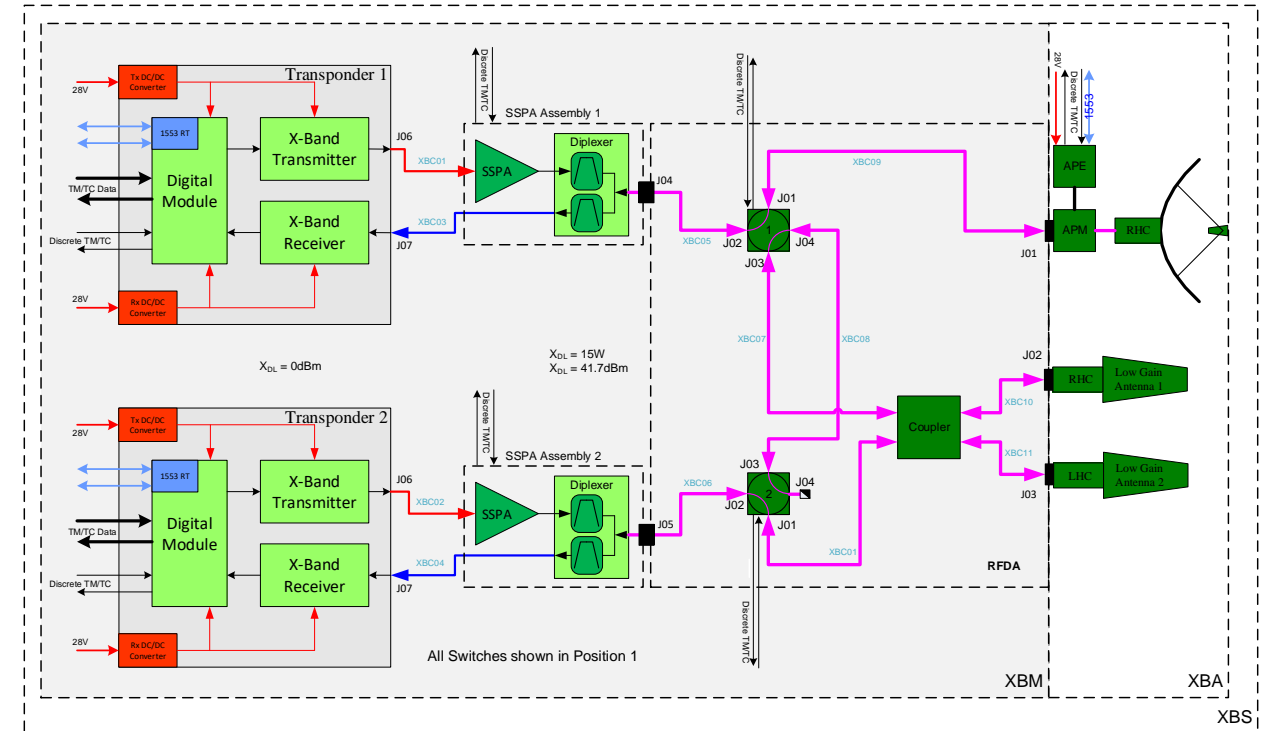 Transponder 1
Tx DC/DC
Converter
28V
1553 RT
Digital
Module
X-Band
Transmitter
X-Band
Receiver
TM/TC Data
Discrete TM/TC
28V
Rx DC/DC
Converter
J06
XBC01
XBC03
J07
Discrete TM/TC
SSPA Assembly 1
SSPA
Diplexer
J04
XBC05
Discrete TM/TC
J01
J02
1
J04
J03
XBC09
XBC07
XBC08
J01
28V
Discrete TM/TC
1553
APE
APM
RHC
X_DL = 0dBm
X_DL = 15W
X_DL = 41.7dBm
Coupler
J02
XBC10
RHC
Low Gain
Antenna 1
XBC11
J03
LHC
Low Gain
Antenna 2
Transponder 2
Tx DC/DC
Converter
28V
1553 RT
Digital
Module
X-Band
Transmitter
X-Band
Receiver
TM/TC Data
Discrete TM/TC
28V
Rx DC/DC
Converter
J06
XBC02
XBC04
J07
Discrete TM/TC
SSPA Assembly 2
SSPA
Diplexer
J05
XBC06
J03
J04
J02
2
J01
XBC01
Discrete TM/TC
RFDA
All Switches shown in Position 1
XBM
XBA
XBS